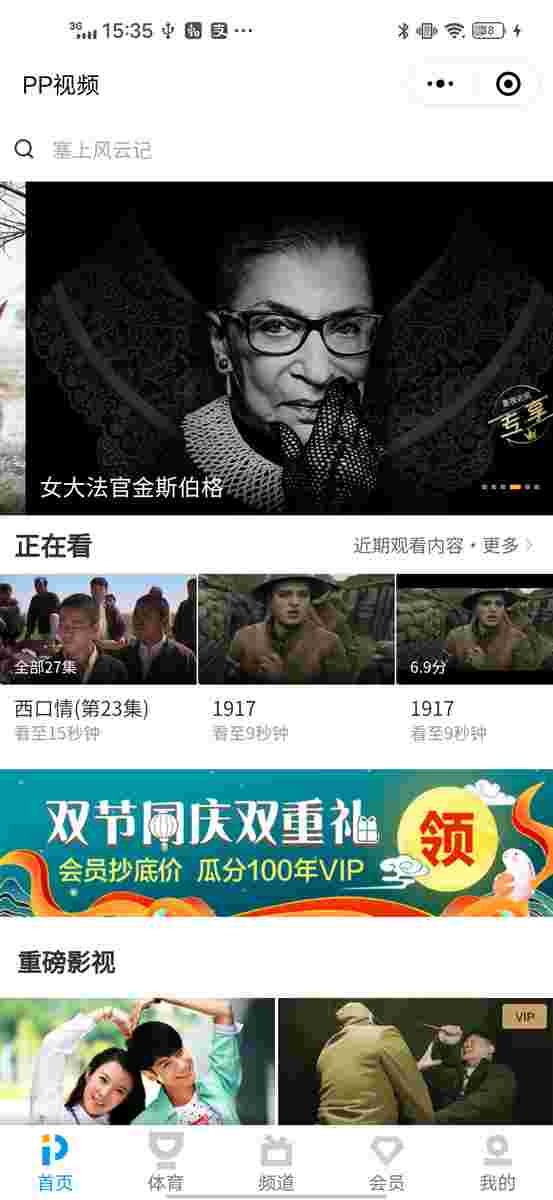 3G 15:35
PP视频
塞上风云记
专享
女大法官金斯伯格
正在看
近期观看内容·更多
全部27集
6.9分
西口情(第23集)
1917
1917
看至15秒钟
看至9秒钟
看至9秒钟
双节同庆双重礼
领
会员抄底价 瓜分100年VIP
重磅影视
VIP
首页
体育
频道
会员
我的